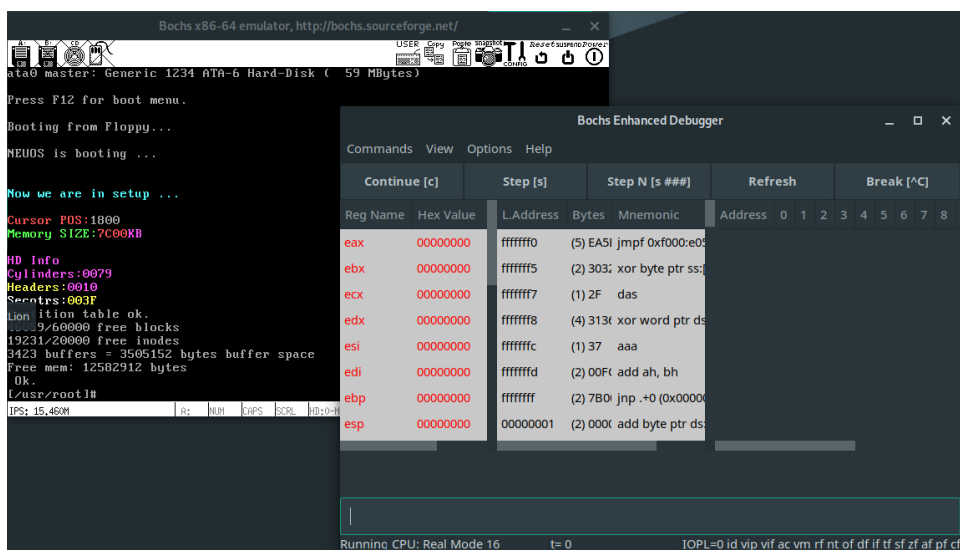 Bochs x86-64 emulator, http://bochs.sourceforge.net/
A: B: CD
USER Copy Paste snapshot Reset SUSPEND Power
CONFIG
ata0 master: Generic 1234 ATA-6 Hard-Disk ( 59 MBytes)
Press F12 for boot menu.
Booting from Floppy...
NEUOS is booting ...
Now we are in setup ...
Cursor POS:1800
Memory SIZE:7C00KB
HD Info
Cylinders:0079
Headers:0010
Secotrs:003F
Lion
ition table ok.
9/60000 free blocks
19231/20000 free inodes
3423 buffers = 3505152 bytes buffer space
Free mem: 12582912 bytes
Ok.
[/usr/root]#
IPS: 15.460M A: NUM CAPS SCRL HD:0-M
Bochs Enhanced Debugger
Commands View Options Help
Continue [c] Step [s] Step N [s ###] Refresh Break [^C]
Reg Name Hex Value L.Address Bytes Mnemonic Address 0 1 2 3 4 5 6 7 8
eax 00000000 fffffff0 (5) EA5 jmpf 0xf000:e05
ebx 00000000 fffffff5 (2) 3032 xor byte ptr ss:[
ecx 00000000 fffffff7 (1) 2F das
edx 00000000 fffffff8 (4) 3136 xor word ptr ds
esi 00000000 fffffffc (1) 37 aaa
edi 00000000 fffffffd (2) 00F add ah, bh
ebp 00000000 ffffffff (2) 7B0 jnp .+0 (0x0000
esp 00000000 00000001 (2) 000 add byte ptr ds:
Running CPU: Real Mode 16 t= 0 IOPL=0 id vip vif ac vm rf nt of df if tf sf zf af pf cf